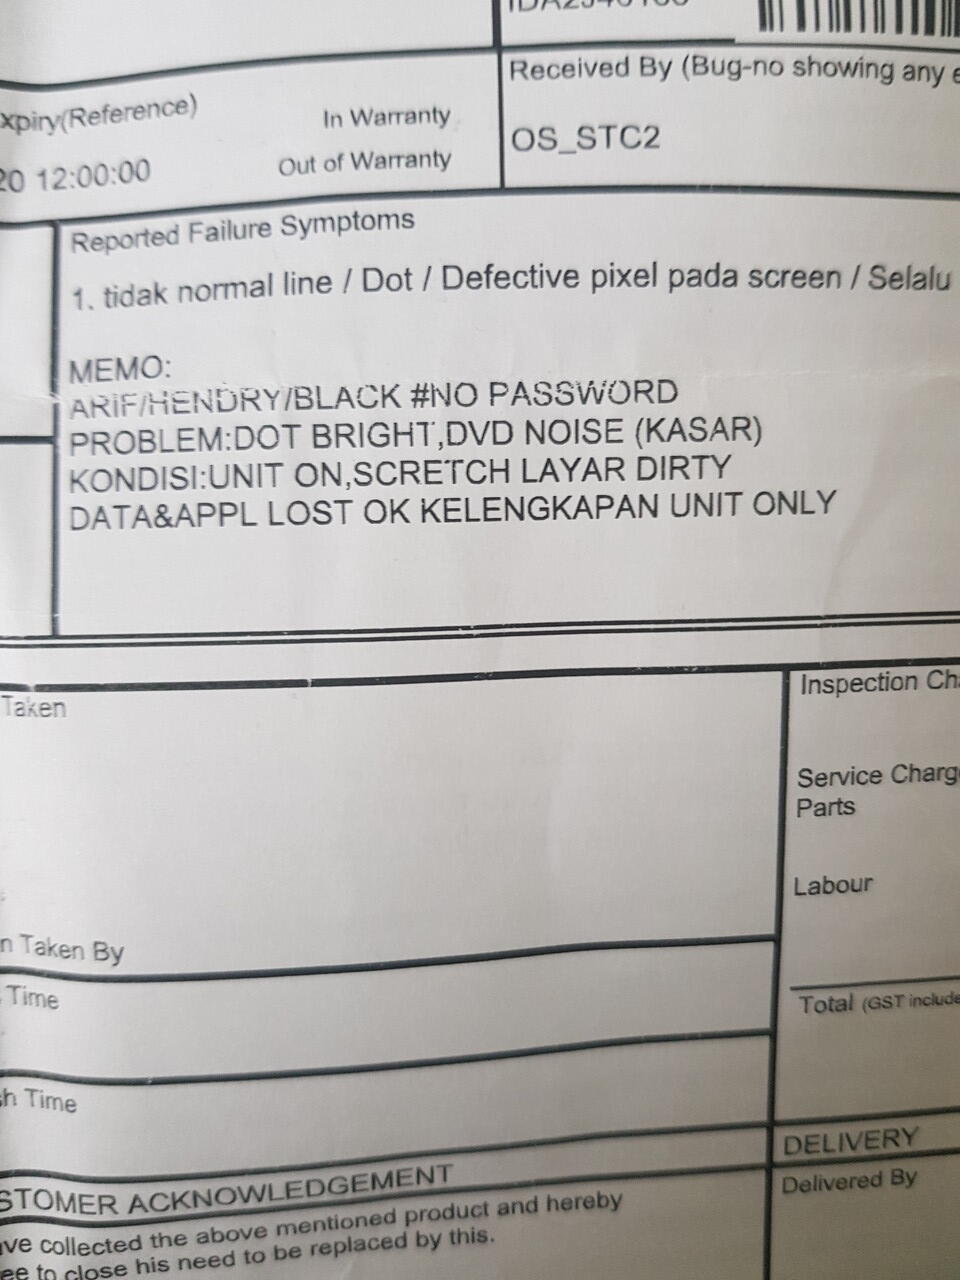 Received By (Bug-no showing any
xpiry(Reference)
In Warranty
20 12:00:00
Out of Warranty
OS_STC2
Reported Failure Symptoms
1. tidak normal line / Dot / Defective pixel pada screen / Selalu
MEMO:
ARIF/HENDRY/BLACK #NO PASSWORD
PROBLEM:DOT BRIGHT,DVD NOISE (KASAR)
KONDISI:UNIT ON,SCRETCH LAYAR DIRTY
DATA&APPL LOST OK KELENGKAPAN UNIT ONLY
Taken
Inspection Ch
Service Charg
Parts
Labour
n Taken By
Time
Total (GST include
h Time
DELIVERY
Delivered By
STOMER ACKNOWLEDGEMENT
ve collected the above mentioned product and hereby
ee to close his need to be replaced by this.